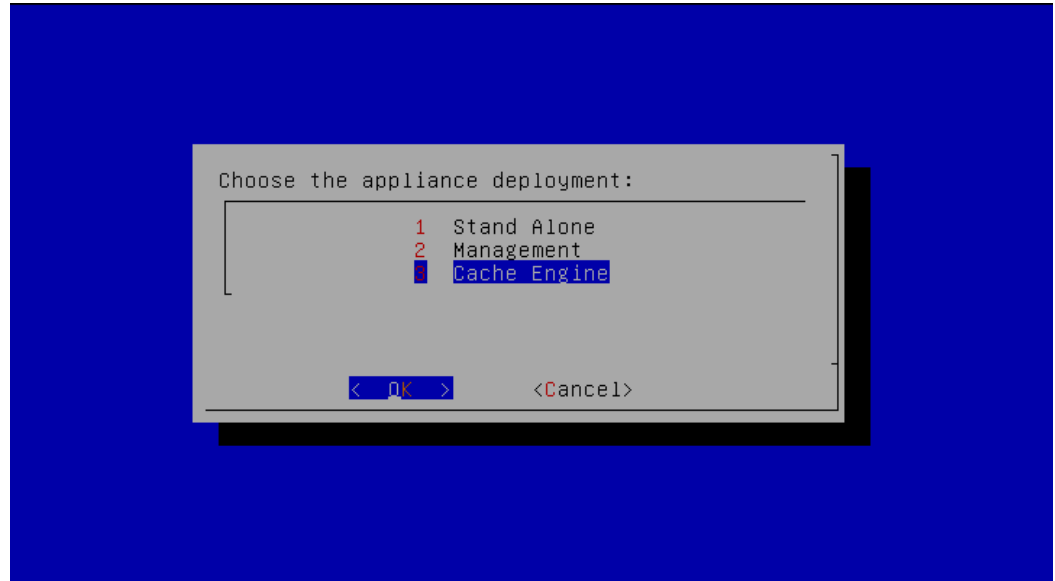 Choose the appliance deployment:
1 Stand Alone
2 Management
3 Cache Engine
< OK > <Cancel>